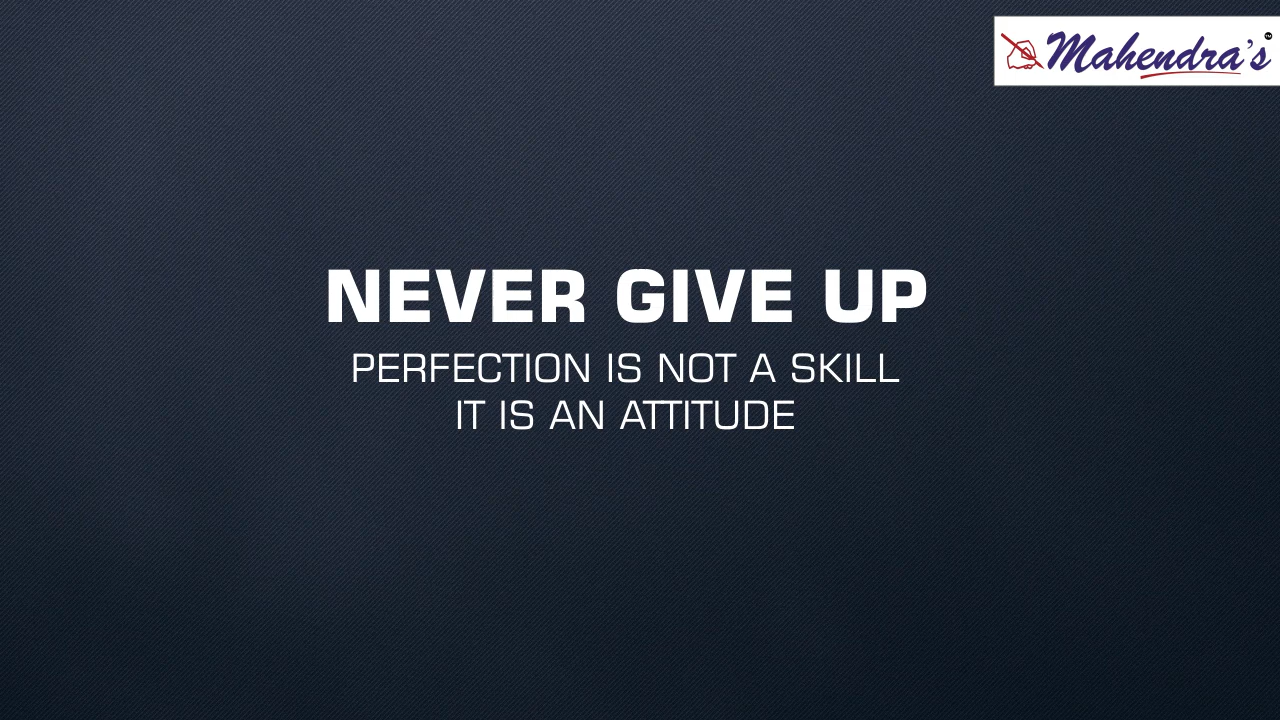 Mahendra's
NEVER GIVE UP
PERFECTION IS NOT A SKILL
IT IS AN ATTITUDE